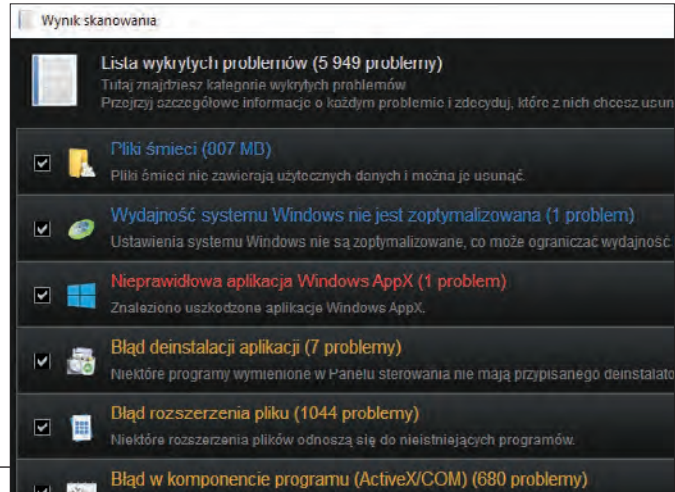 Wynik skanowania
Lista wykrytych problemów (5 949 problemy)
Tutaj znajdziesz kategorie wykrytych problemów
Przejrzyj szczegółowe informacje o każdym problemie i zdecyduj, które z nich chcesz usun
Pliki śmieci (807 MB)
Pliki śmieci nie zawierają użytecznych danych i można je usunąć.
Wydajność systemu Windows nie jest zoptymalizowana (1 problem)
Ustawienia systemu Windows nie są zoptymalizowane, co może ograniczać wydajność
Nieprawidłowa aplikacja Windows AppX (1 problem)
Znaleziono uszkodzone aplikacje Windows AppX.
Błąd deinstalacji aplikacji (7 problemy)
Niektóre programy wymienione w Panelu sterowania nie mają przypisanego deinstalato
Błąd rozszerzenia pliku (1044 problemy)
Niektóre rozszerzenia plików odnoszą się do nieistniejących programów.
Błąd w komponencie programu (ActiveX/COM) (680 problemy)